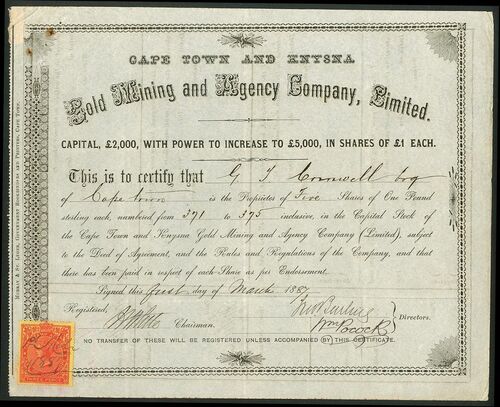 CAPE TOWN AND KNYSNA
Gold Mining and Agency Company, Limited.
CAPITAL, £2,000, WITH POWER TO INCREASE TO £5,000, IN SHARES OF £1 EACH.
This is to certify that G T Cornwell Esq
of Cape town is the Proprietor of Five Shares of One Pound
sterling each, numbered from 371 to 375 inclusive, in the Capital Stock of
the Cape Town and Knysna Gold Mining and Agency Company (Limited), subject
to the Deed of Agreement, and the Rules and Regulations of the Company, and that
there has been paid in respect of each Share as per Endorsement.
Signed this first day of March 1887
Registered,
Chairman.
Wm Pocock
Directors.
NO TRANSFER OF THESE WILL BE REGISTERED UNLESS ACCOMPANIED BY THIS CERTIFICATE.
THREE PENCE